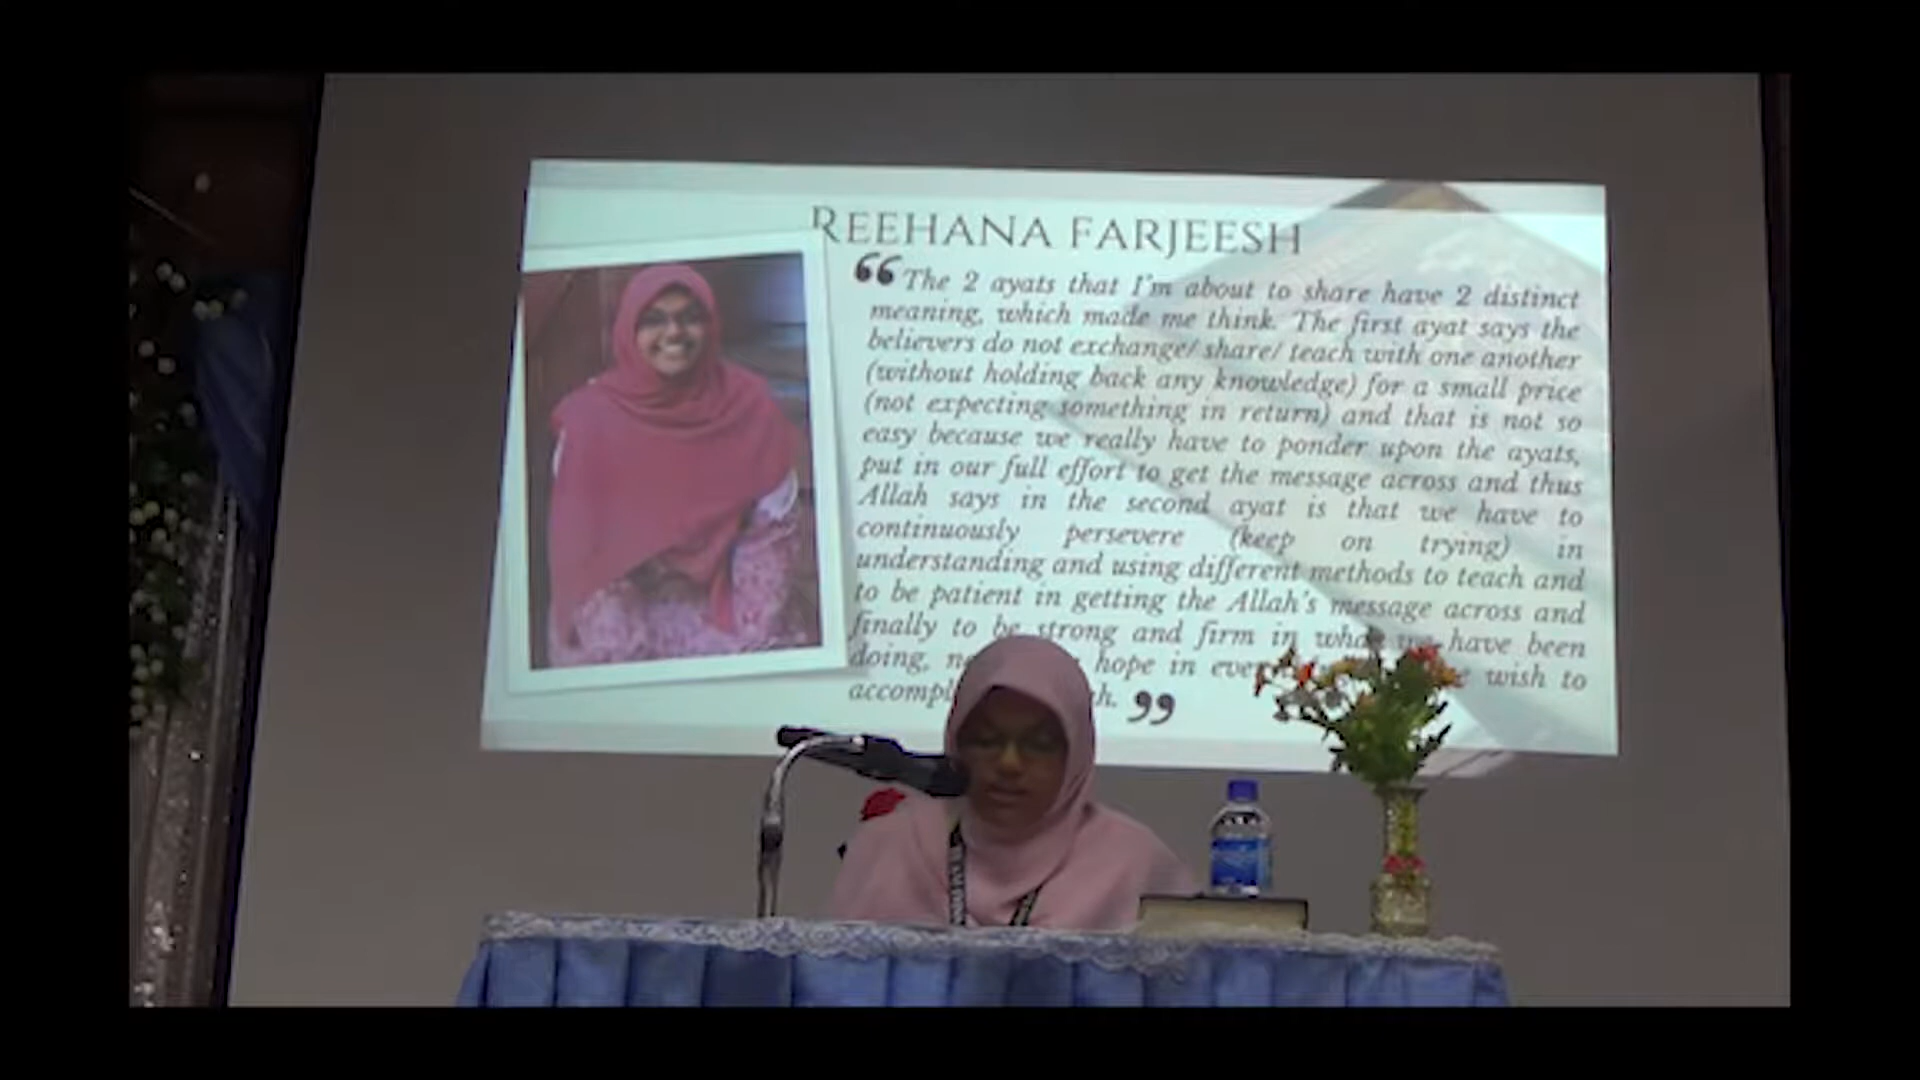 REEHANA FARJEESH
“The 2 ayats that I'm about to share have 2 distinct
meaning, which made me think. The first ayat says the
believers do not exchange/ share/ teach with one another
(without holding back any knowledge) for a small price
(not expecting something in return) and that is not so
easy because we really have to ponder upon the ayats,
put in our full effort to get the message across and thus
Allah says in the second ayat is that we have to
continuously persevere (keep on trying) in
understanding and using different methods to teach and
to be patient in getting the Allah's message across and
finally to be strong and firm in what we have been
doing, hope in wish to
”